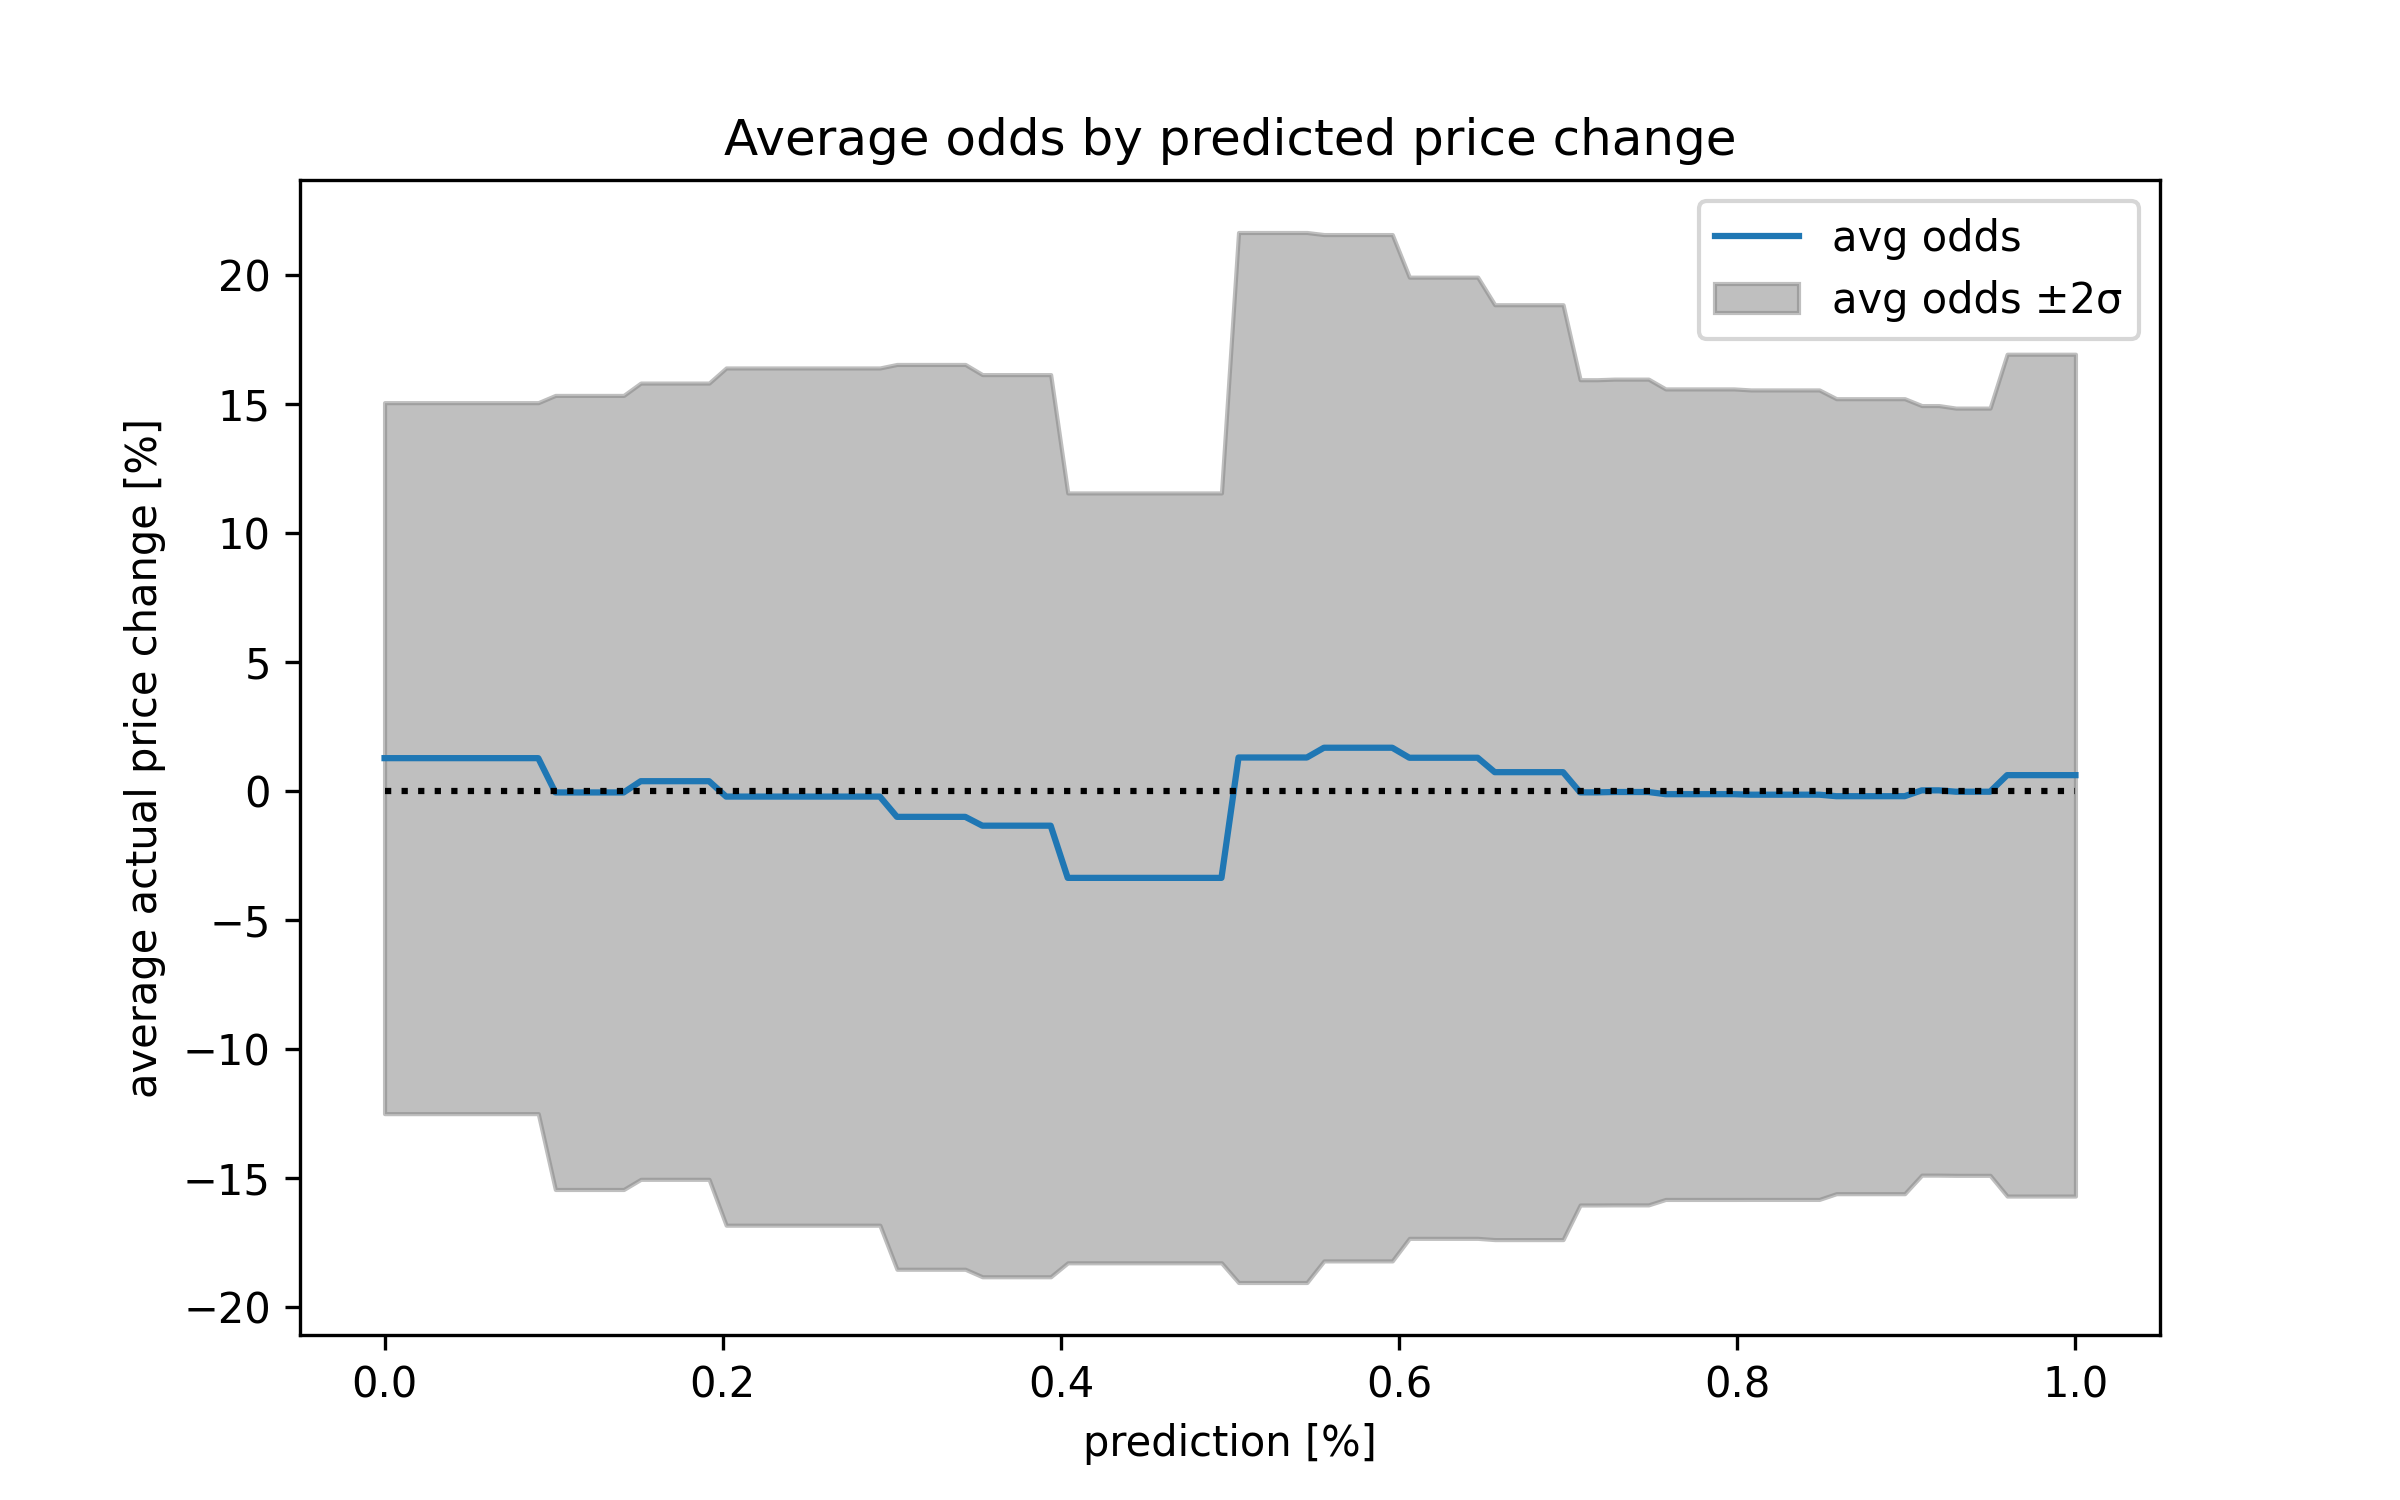 Average odds by predicted price change
avg odds
avg odds ±2σ
average actual price change [%]
20
15
10
5
0
−5
−10
−15
−20
0.0 0.2 0.4 0.6 0.8 1.0
prediction [%]